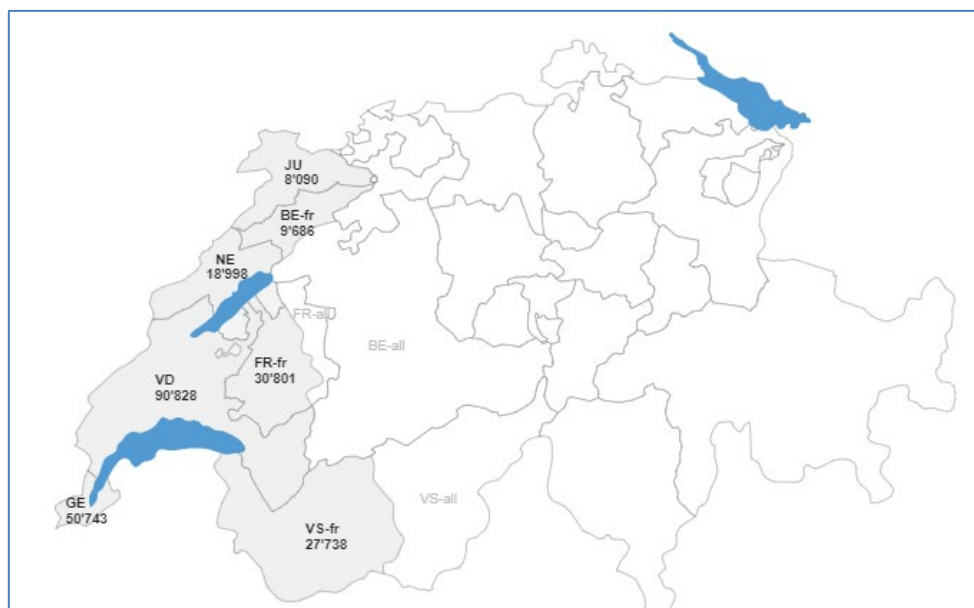 JU
8'090
BE-fr
9'686
NE
18'998
FR-all
BE-all
FR-fr
30'801
VD
90'828
VS-all
GE
50'743
VS-fr
27'738